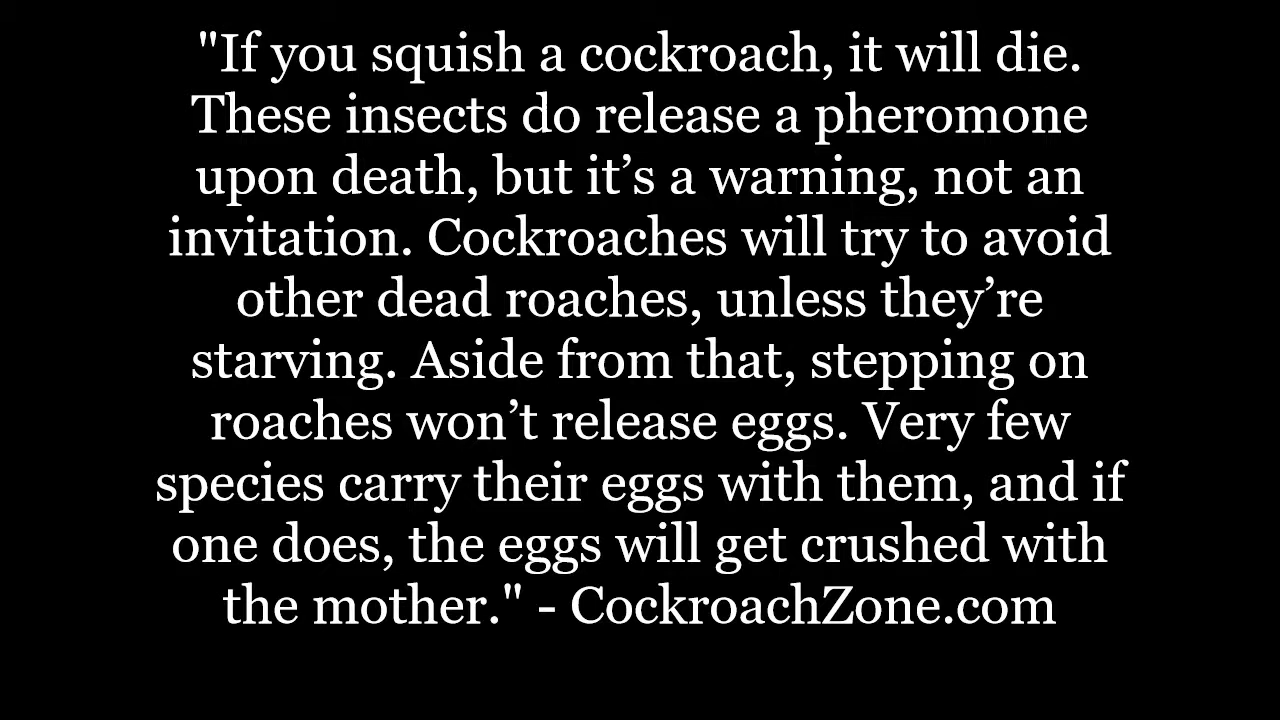 "If you squish a cockroach, it will die.
These insects do release a pheromone
upon death, but it’s a warning, not an
invitation. Cockroaches will try to avoid
other dead roaches, unless they’re
starving. Aside from that, stepping on
roaches won’t release eggs. Very few
species carry their eggs with them, and if
one does, the eggs will get crushed with
the mother." - CockroachZone.com